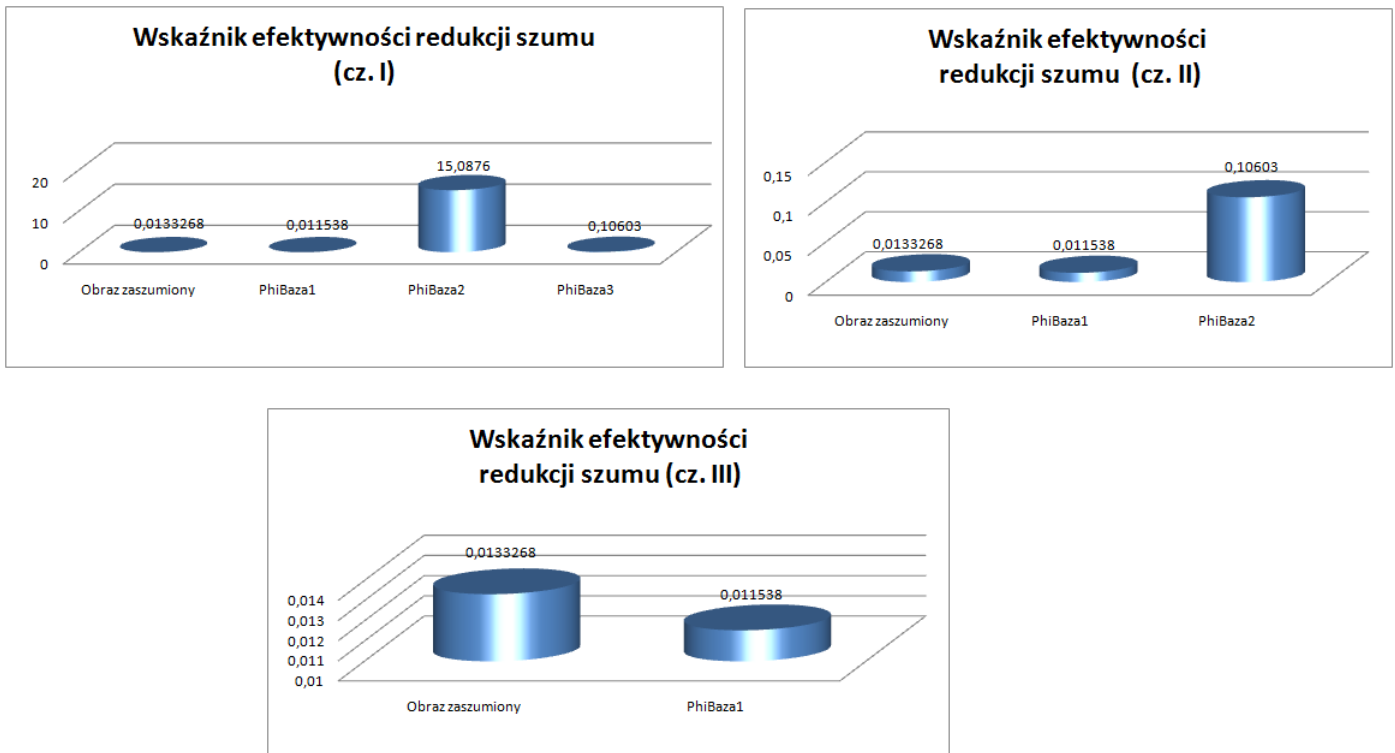 Wskaźnik efektywności redukcji szumu
(cz. I)
15,0876
20
0,0133268 0,011538 0,10603
10
0
Obraz zaszumiony PhiBaza1 PhiBaza2 PhiBaza3
Wskaźnik efektywności
redukcji szumu (cz. II)
0,10603
0,15
0,1
0,0133268 0,011538
0,05
0
Obraz zaszumiony PhiBaza1 PhiBaza2
Wskaźnik efektywności
redukcji szumu (cz. III)
0,0133268
0,011538
0,014
0,013
0,012
0,011
0,01
Obraz zaszumiony PhiBaza1